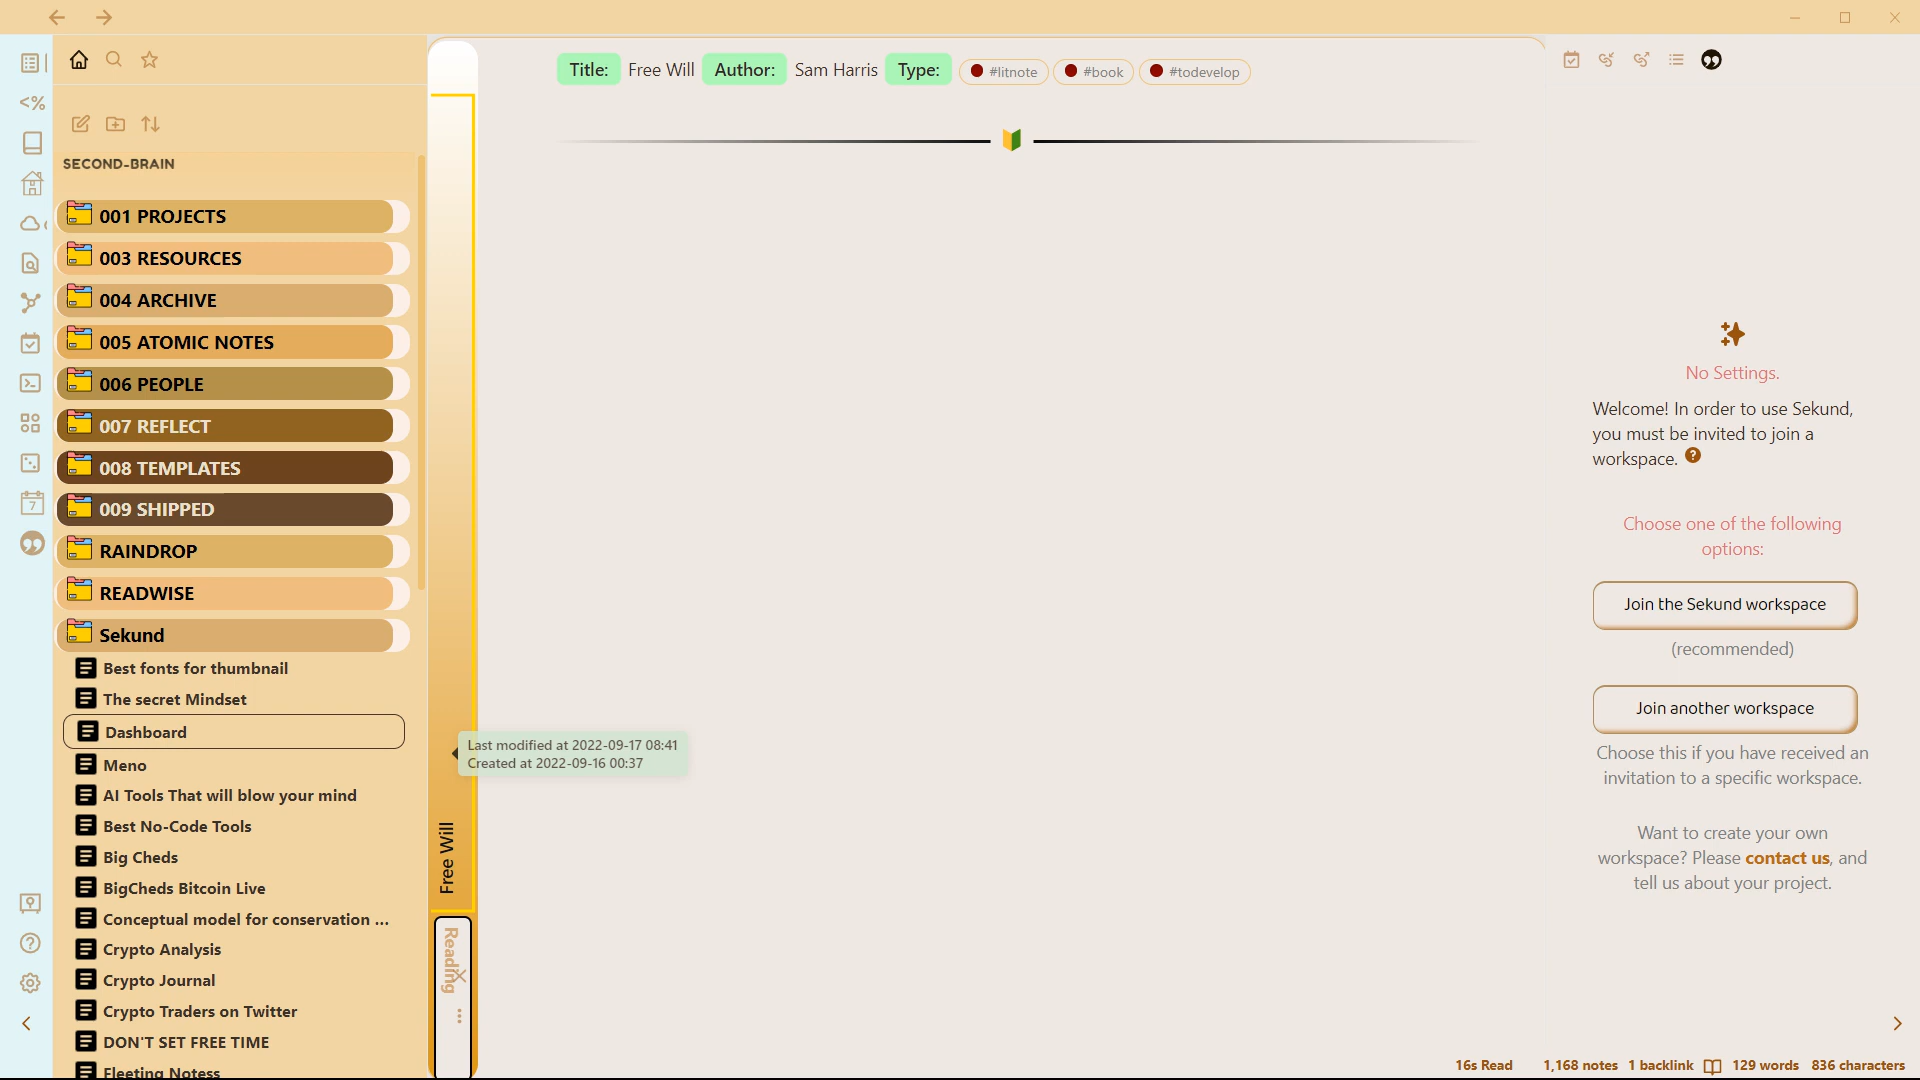 SECOND-BRAIN
001 PROJECTS
003 RESOURCES
004 ARCHIVE
005 ATOMIC NOTES
006 PEOPLE
007 REFLECT
008 TEMPLATES
009 SHIPPED
RAINDROP
READWISE
Sekund
Best fonts for thumbnail
The secret Mindset
Dashboard
Meno
AI Tools That will blow your mind
Best No-Code Tools
Big Cheds
BigCheds Bitcoin Live
Conceptual model for conservation ...
Crypto Analysis
Crypto Journal
Crypto Traders on Twitter
DON'T SET FREE TIME
Fleeting Notess
<%
7
Free Will
Reading
Title: Free Will Author: Sam Harris Type: #litnote #book #todevelop
Last modified at 2022-09-17 08:41
Created at 2022-09-16 00:37
No Settings.
Welcome! In order to use Sekund,
you must be invited to join a
workspace. ?
Choose one of the following
options:
Join the Sekund workspace
(recommended)
Join another workspace
Choose this if you have received an
invitation to a specific workspace.
Want to create your own
workspace? Please contact us, and
tell us about your project.
16s Read 1,168 notes 1 backlink 129 words 836 characters